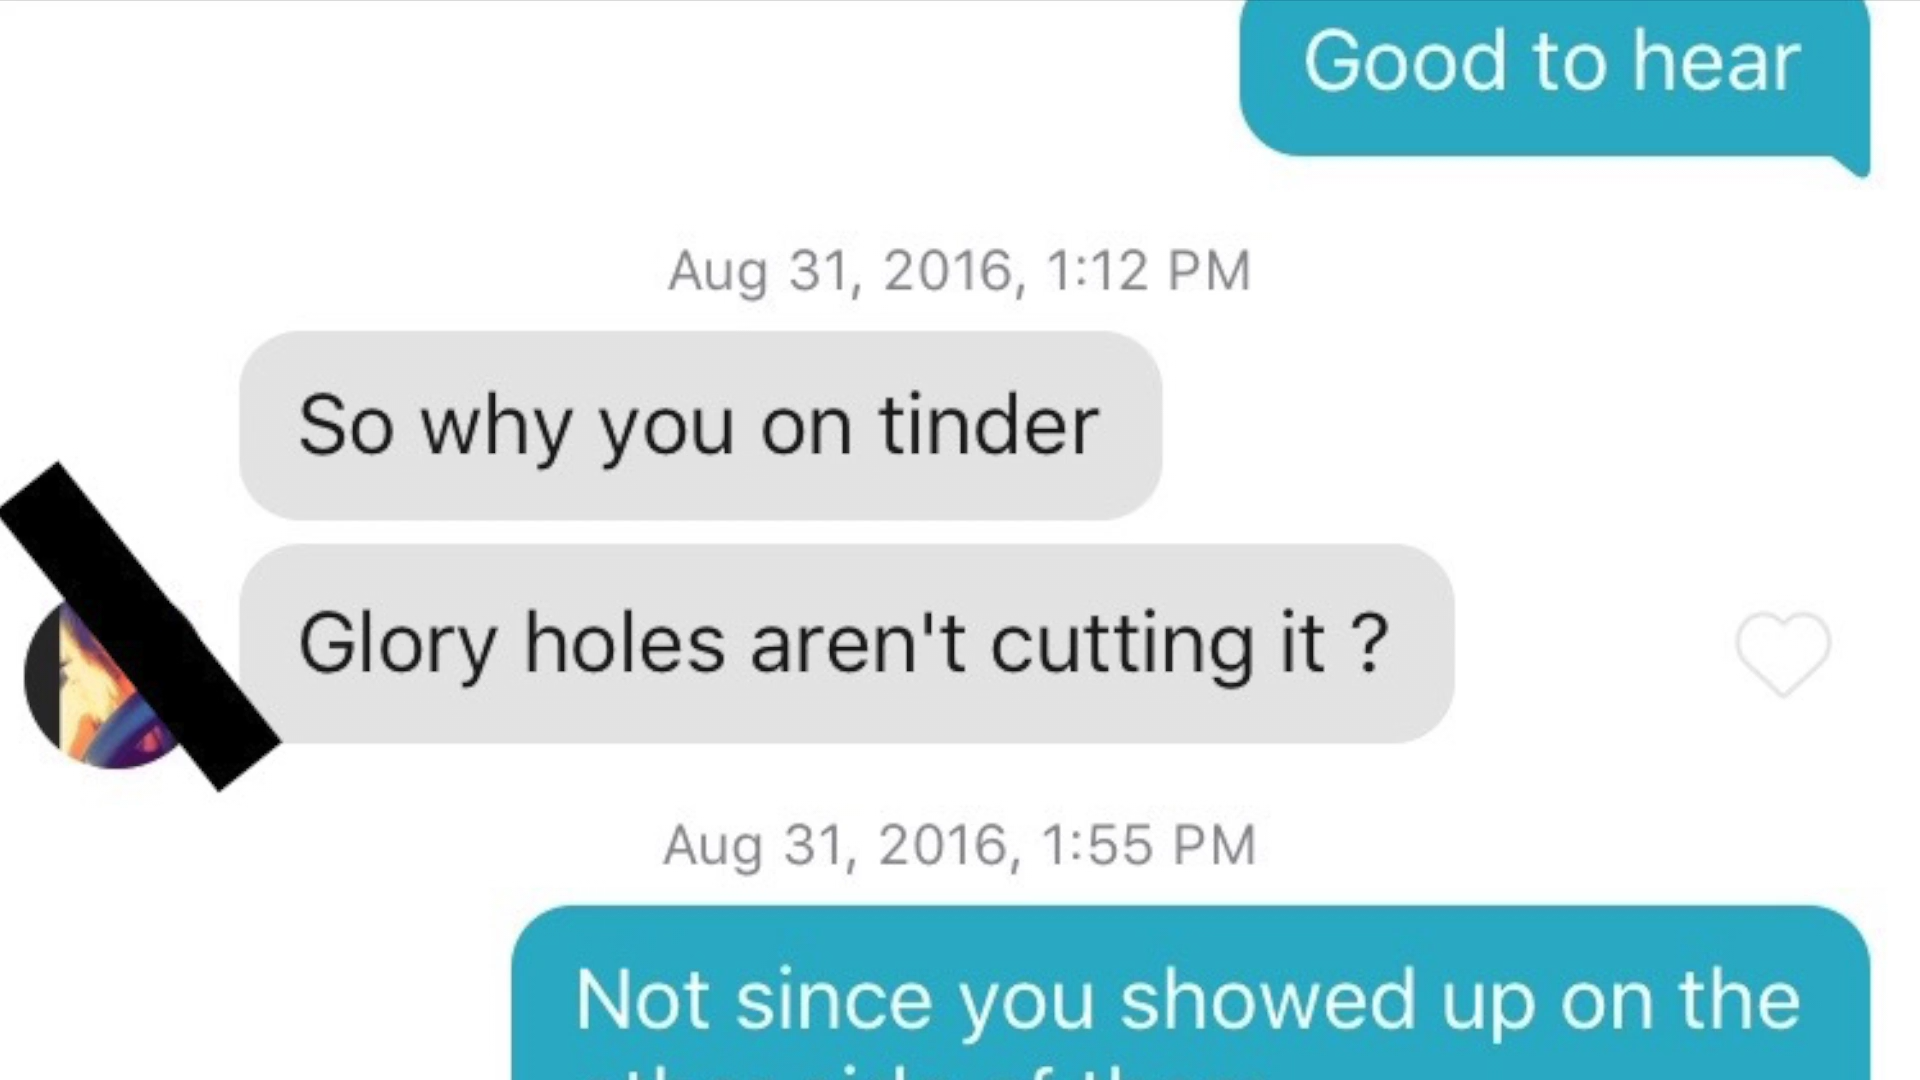 Good to hear
Aug 31, 2016, 1:12 PM
So why you on tinder
Glory holes aren't cutting it ?
Aug 31, 2016, 1:55 PM
Not since you showed up on the